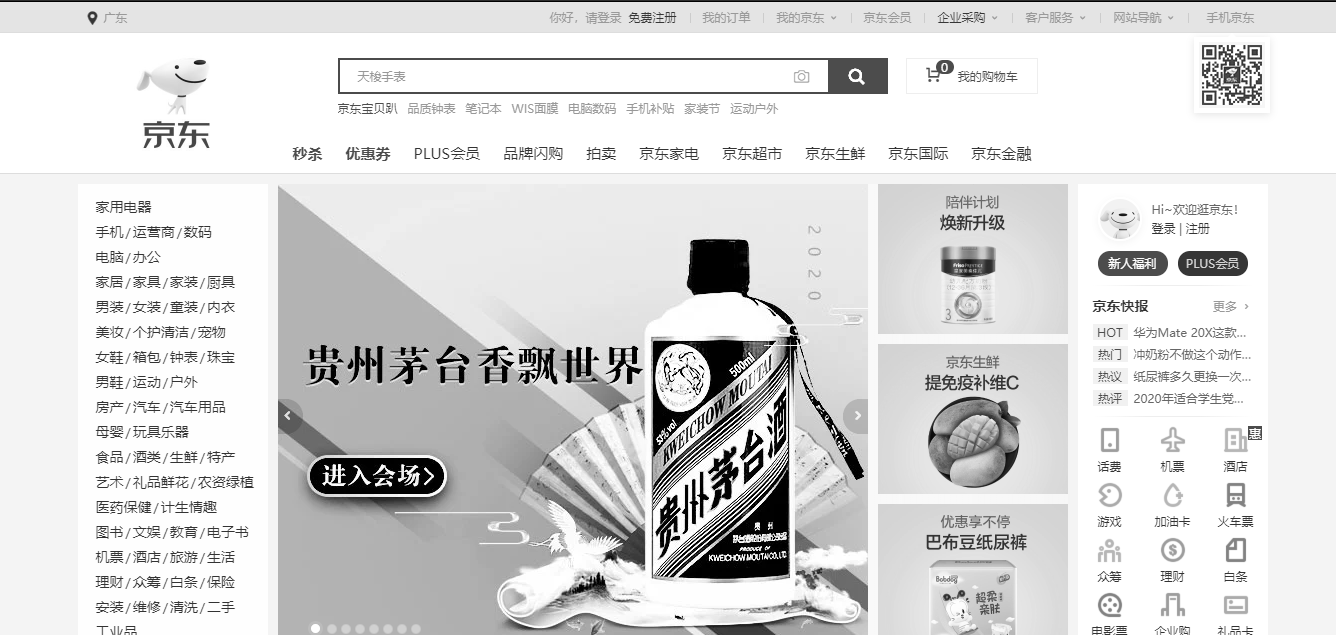 广东
你好，请登录 免费注册 我的订单 我的京东 京东会员 企业采购 客户服务 网站导航 手机京东
京东
天梭手表
0 我的购物车
京东宝贝趴 品质钟表 笔记本 WIS面膜 电脑数码 手机补贴 家装节 运动户外
秒杀 优惠券 PLUS会员 品牌闪购 拍卖 京东家电 京东超市 京东生鲜 京东国际 京东金融
家用电器
手机/运营商/数码
电脑/办公
家居/家具/家装/厨具
男装/女装/童装/内衣
美妆/个护清洁/宠物
女鞋/箱包/钟表/珠宝
男鞋/运动/户外
房产/汽车/汽车用品
母婴/玩具乐器
食品/酒类/生鲜/特产
艺术/礼品鲜花/农资绿植
医药保健/计生情趣
图书/文娱/教育/电子书
机票/酒店/旅游/生活
理财/众筹/白条/保险
安装/维修/清洗/二手
工业品
2020
贵州茅台香飘世界
进入会场
500ml
53%vol
KWEICHOW MOUTAI
贵州茅台酒
贵 州
PRODUCE OF
KWEICHOW MOUTAI CO.,LTD
陪伴计划
焕新升级
3
京东生鲜
提免疫补维C
优惠享不停
巴布豆纸尿裤
Bobdog
超柔
亲肤
Hi~欢迎逛京东!
登录 | 注册
新人福利 PLUS会员
京东快报 更多
HOT 华为Mate 20X这款...
热门 冲奶粉不做这个动作...
热议 纸尿裤多久更换一次...
热评 2020年适合学生党...
惠
话费 机票 酒店
游戏 加油卡 火车票
众筹 理财 白条
电影票 企业购 礼品卡